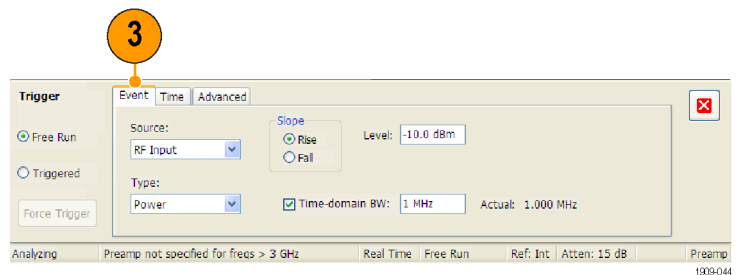 3
Trigger
Event Time Advanced
Free Run
Triggered
Force Trigger
Source:
RF Input
Type:
Power
Slope
Rise
Fall
Level: -10.0 dBm
Time-domain BW: 1 MHz Actual: 1.000 MHz
Analyzing Preamp not specified for freqs > 3 GHz Real Time Free Run Ref: Int Atten: 15 dB Preamp
1909-044